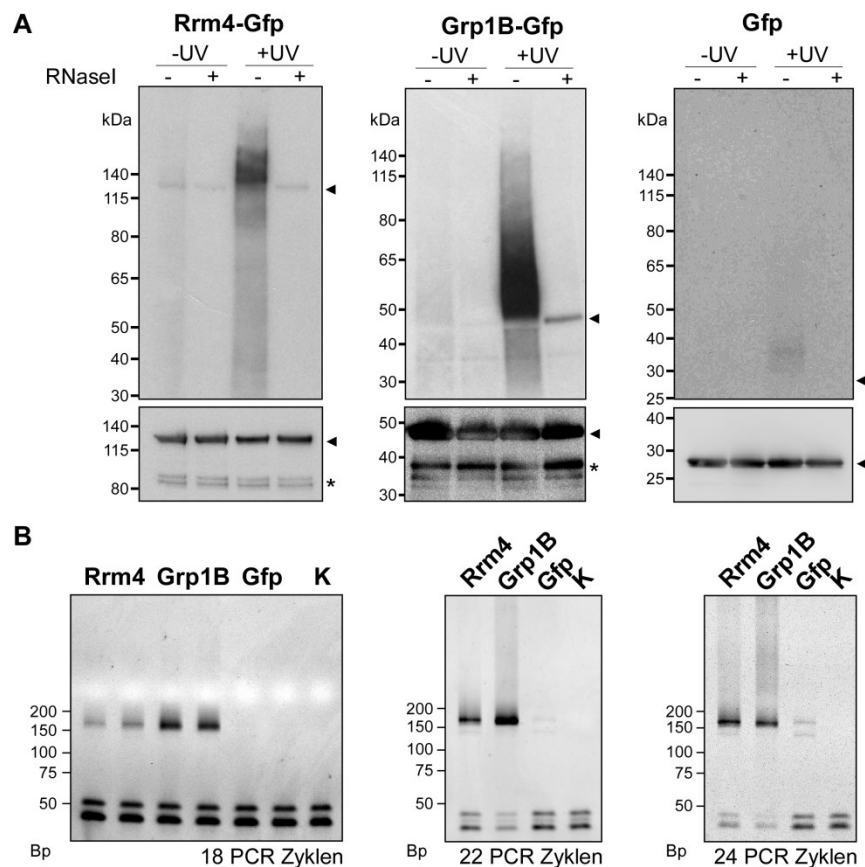 A
Rrm4-Gfp
-UV +UV
RNaseI - + - +
kDa
140
115
80
65
50
40
30
140
115
80
*
Grp1B-Gfp
-UV +UV
- + - +
kDa
140
115
80
65
50
40
30
50
40
30
*
Gfp
-UV +UV
- + - +
kDa
140
115
80
65
50
40
30
25
40
30
25
B
Rrm4 Grp1B Gfp K
200
150
100
75
50
Bp 18 PCR Zyklen
Rrm4 Grp1B Gfp K
200
150
100
75
50
Bp 22 PCR Zyklen
Rrm4 Grp1B Gfp K
200
150
100
75
50
Bp 24 PCR Zyklen